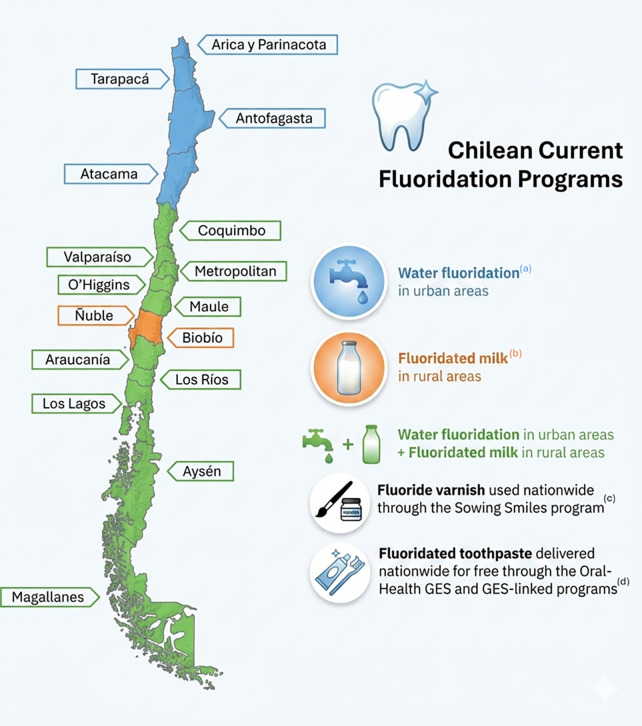 Arica y Parinacota
Tarapacá
Antofagasta
Atacama
Chilean Current
Fluoridation Programs
Coquimbo
Valparaíso
Metropolitan
O'Higgins
Maule
Ñuble
Biobío
Araucanía
Los Ríos
Los Lagos
Aysén
Magallanes
Water fluoridation(a)
in urban areas
Fluoridated milk(b)
in rural areas
Water fluoridation in urban areas
+ Fluoridated milk in rural areas
Fluoride varnish used nationwide
through the Sowing Smiles program(c)
Fluoridated toothpaste delivered
nationwide for free through the Oral-
Health GES and GES-linked programs(d)